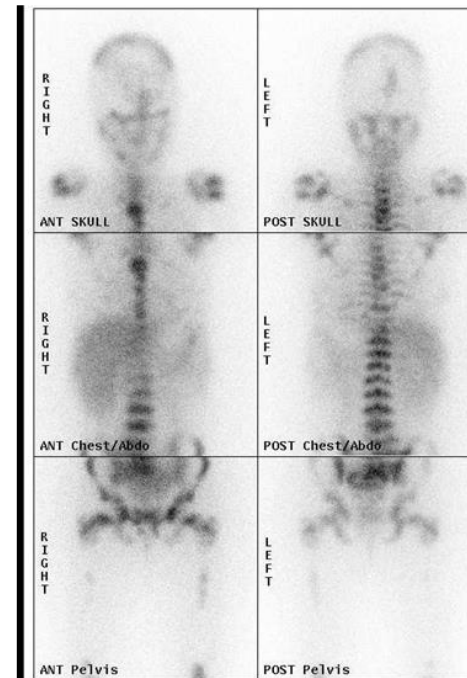 RIGHT
ANT SKULL
LEFT
POST SKULL
RIGHT
ANT Chest/Abdo
LEFT
POST Chest/Abdo
RIGHT
ANT Pelvis
LEFT
POST Pelvis